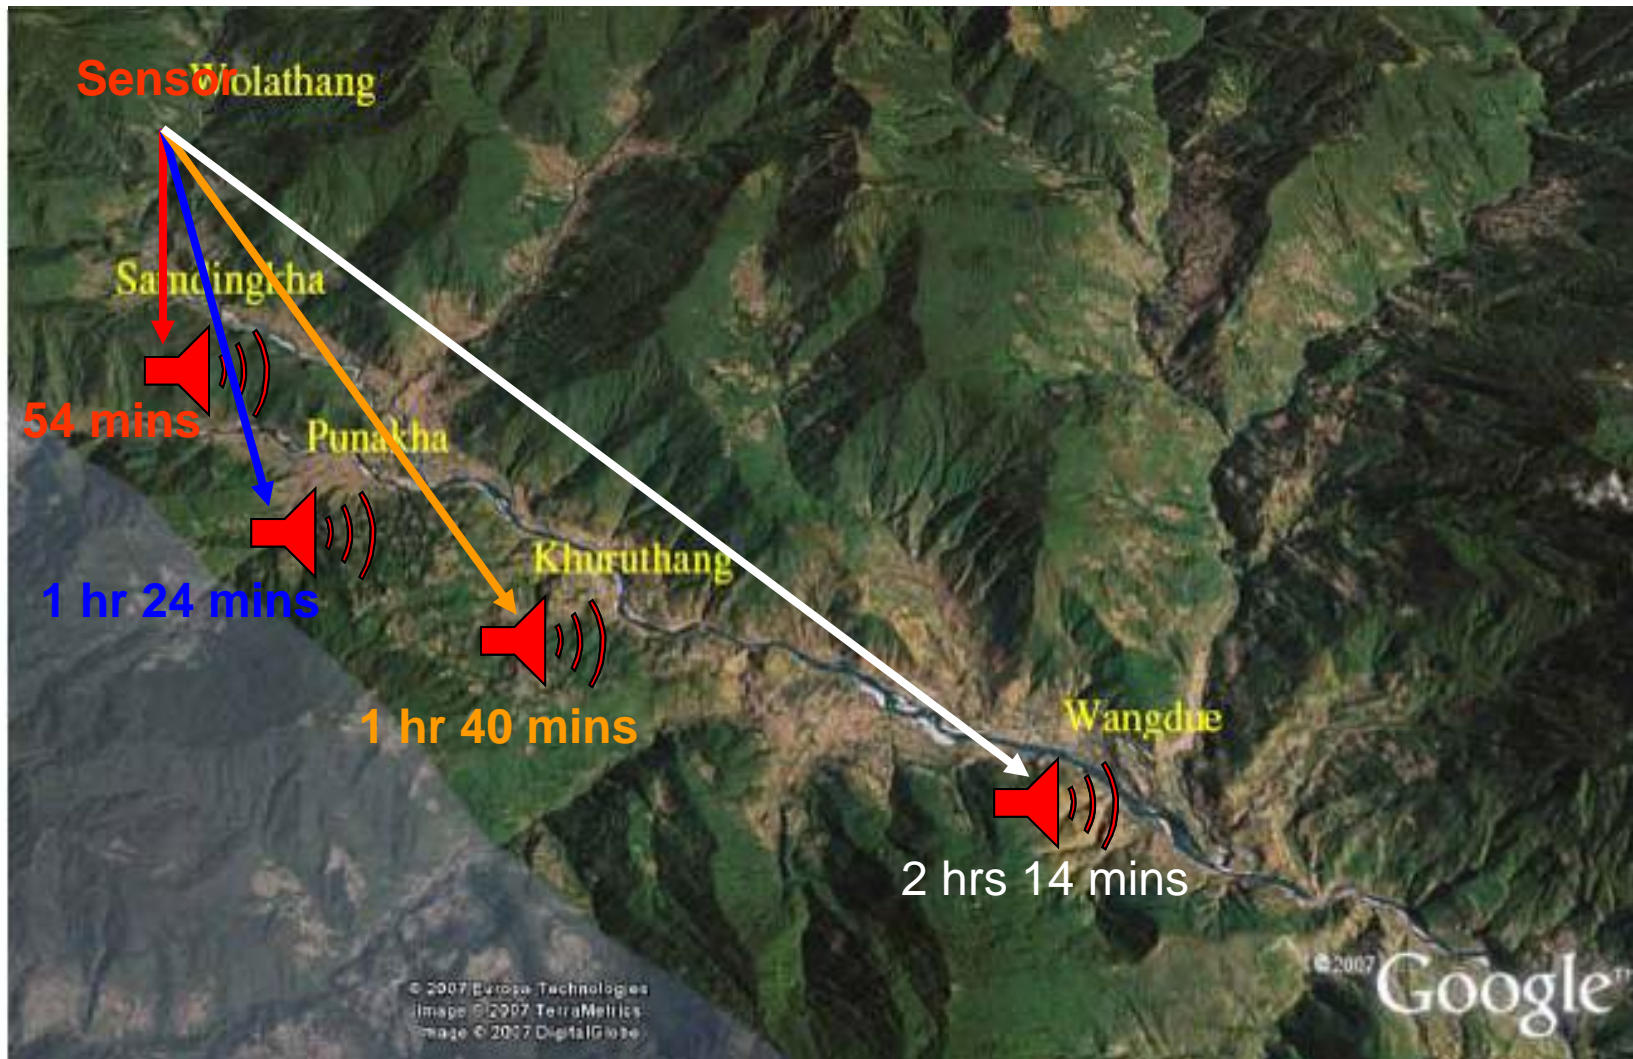 Sensor
Wolathang
Samdingkha
54 mins
Punakha
Khuruthang
1 hr 24 mins
1 hr 40 mins
Wangdue
2 hrs 14 mins
© 2007 Europa Technologies
Image © 2007 TerraMetrics
Image © 2007 DigitalGlobe
©2007 Google™